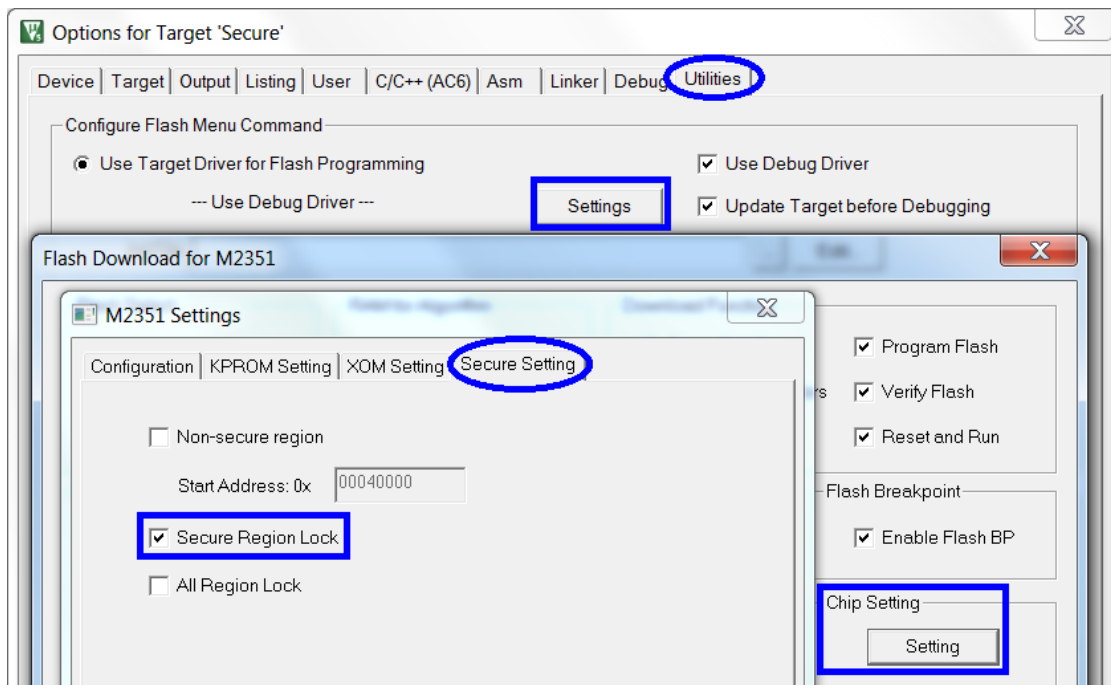 Options for Target 'Secure'
Device Target Output Listing User C/C++ (AC6) Asm Linker Debug Utilities
Configure Flash Menu Command
Use Target Driver for Flash Programming
Use Debug Driver
--- Use Debug Driver ---
Settings
Update Target before Debugging
Flash Download for M2351
M2351 Settings
Configuration KPROM Setting XOM Setting Secure Setting
Non-secure region
Start Address: 0x 00040000
Secure Region Lock
All Region Lock
Program Flash
Verify Flash
Reset and Run
Flash Breakpoint
Enable Flash BP
Chip Setting
Setting